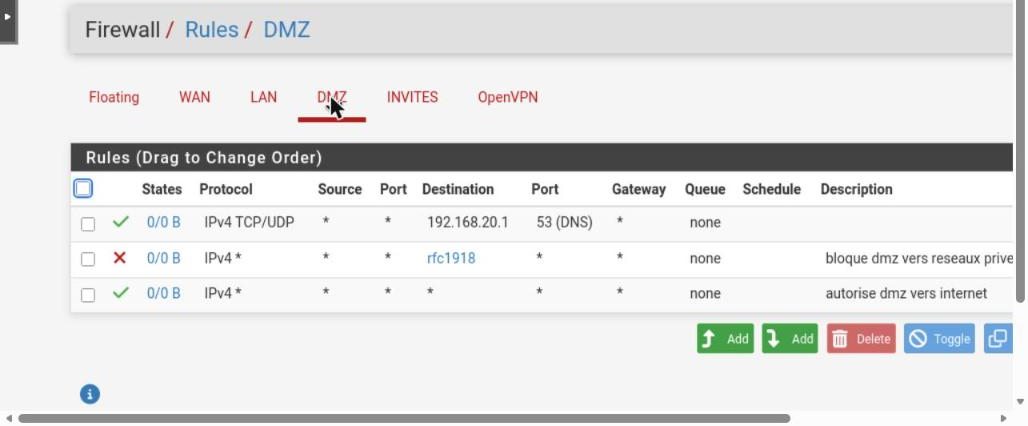 Firewall / Rules / DMZ
Floating WAN LAN DMZ INVITES OpenVPN
Rules (Drag to Change Order)
States Protocol Source Port Destination Port Gateway Queue Schedule Description
0/0 B IPv4 TCP/UDP * * 192.168.20.1 53 (DNS) * none
0/0 B IPv4 * * * rfc1918 * * none bloque dmz vers reseaux prive
0/0 B IPv4 * * * * * * none autorise dmz vers internet
Add Add Delete Toggle